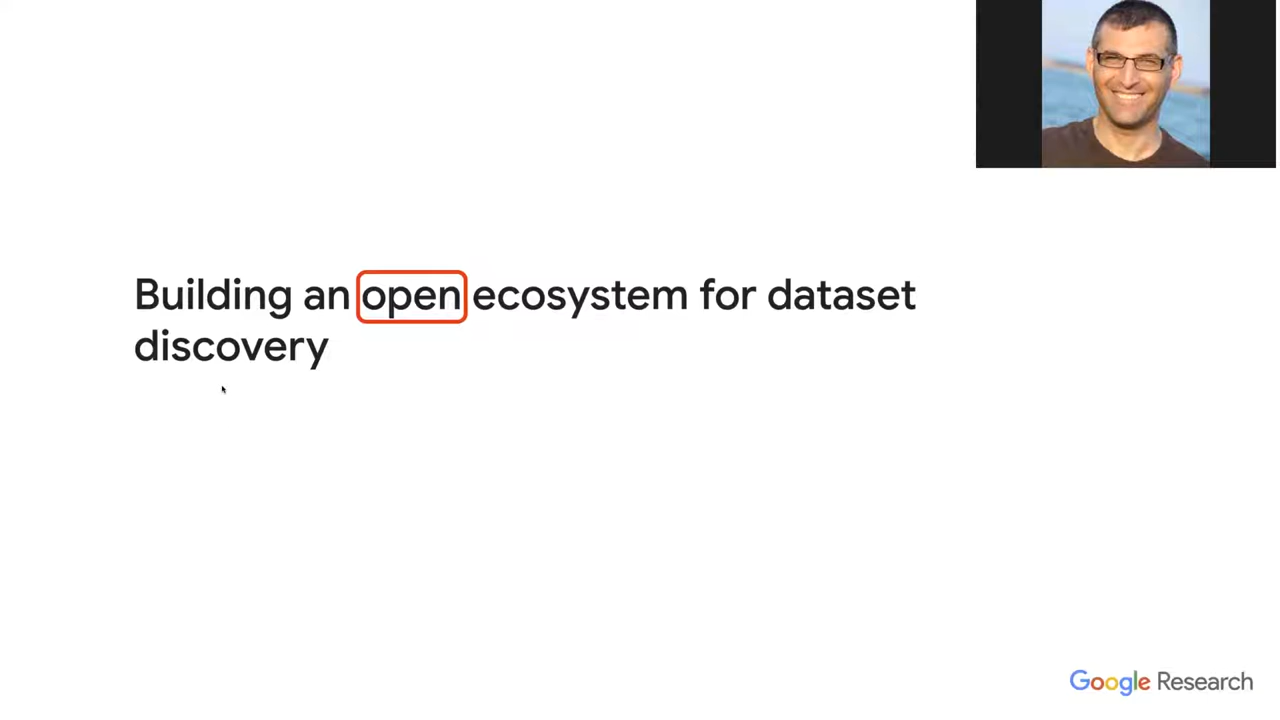 Building an open ecosystem for dataset
discovery
Google Research